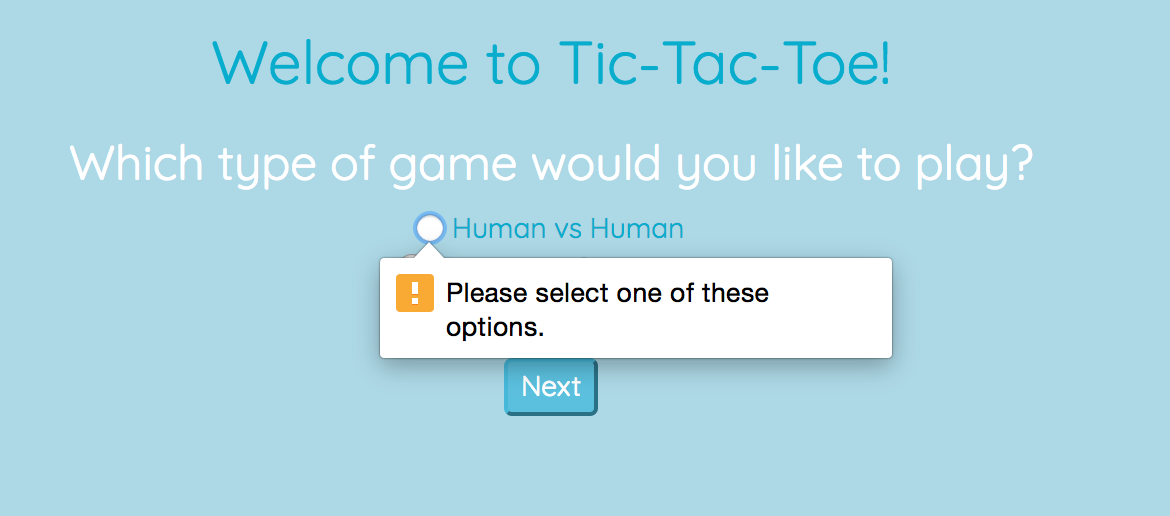 Welcome to Tic-Tac-Toe!
Which type of game would you like to play?
Human vs Human
Please select one of these
options.
Next